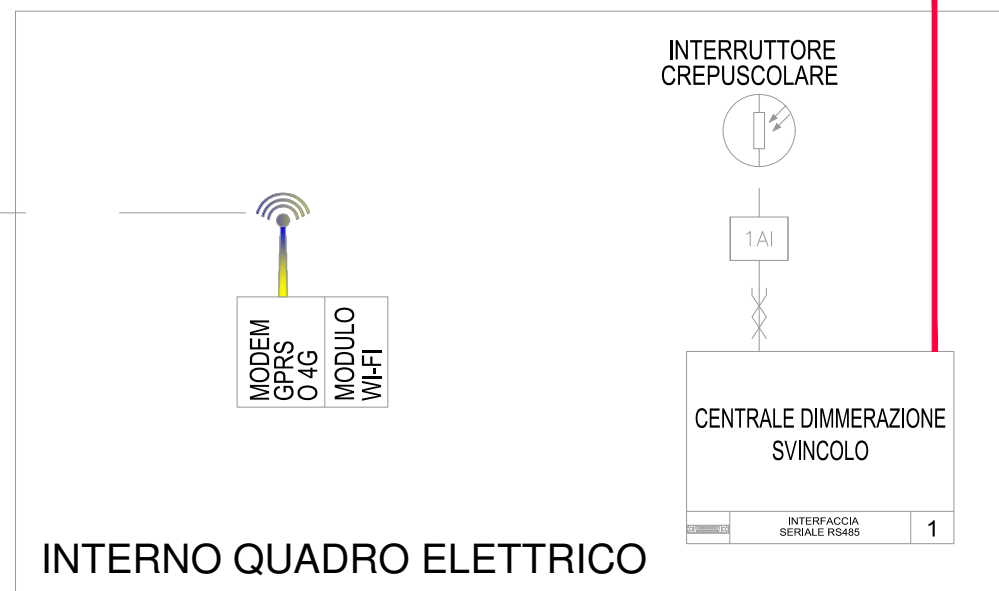 INTERRUTTORE
CREPUSCOLARE
1AI
MODEM
GPRS
O 4G
MODULO
WI-FI
CENTRALE DIMMERAZIONE
SVINCOLO
INTERFACCIA
SERIALE RS485
1
INTERNO QUADRO ELETTRICO